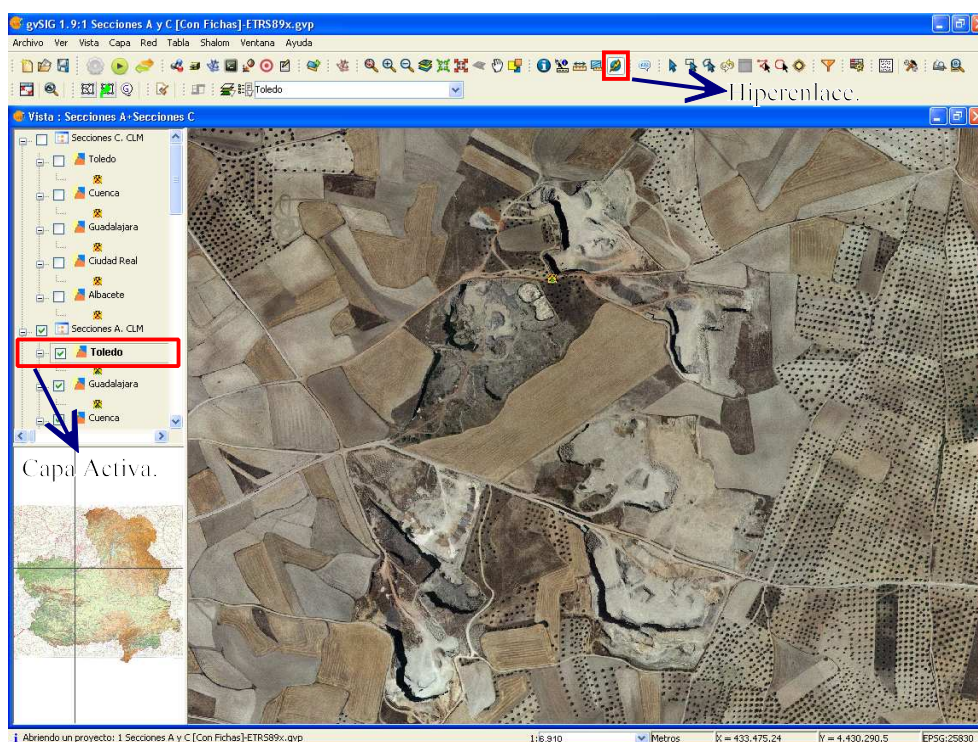 gvSIG 1.9:1 Secciones A y C [Con Fichas]-ETRS89x.gvp
Archivo Ver Vista Capa Red Tabla Shalom Ventana Ayuda
Toledo
Hiperenlace.
Vista : Secciones A+Secciones C
Secciones C. CLM
Toledo
Cuenca
Guadalajara
Ciudad Real
Albacete
Secciones A. CLM
Toledo
Guadalajara
Cuenca
Capa Activa.
Abriendo un proyecto: 1 Secciones A y C [Con Fichas]-ETRS89x.gvp
1:6.910
Metros
X = 433.475,24
Y = 4.430.290,5
EPSG:25830